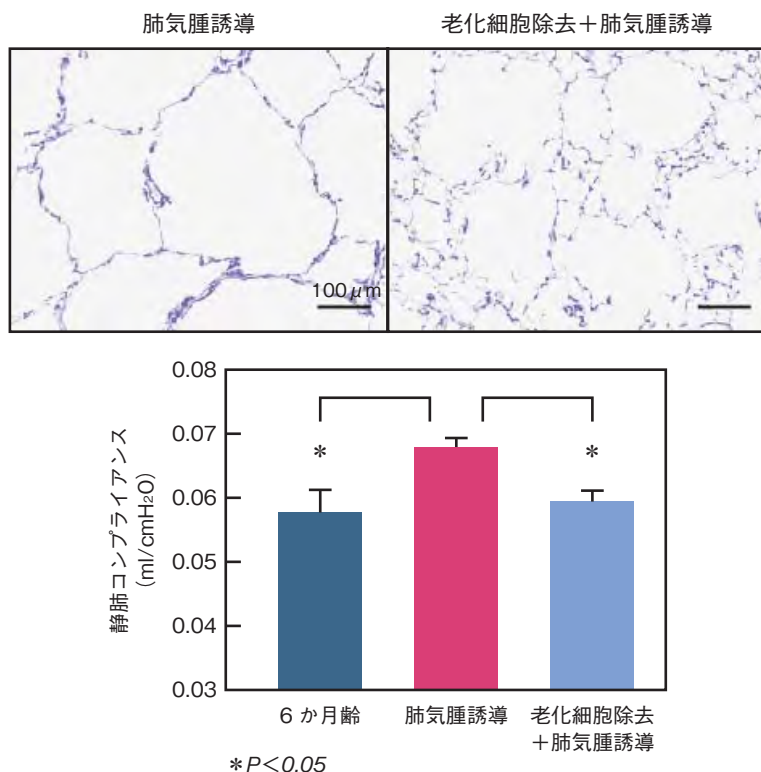 肺気腫誘導
老化細胞除去＋肺気腫誘導
100 μm
0.08
0.07
0.06
0.05
0.04
0.03
静肺コンプライアンス
(ml/cmH₂O)
*
*
6 か月齢
肺気腫誘導
老化細胞除去
＋肺気腫誘導
*P<0.05